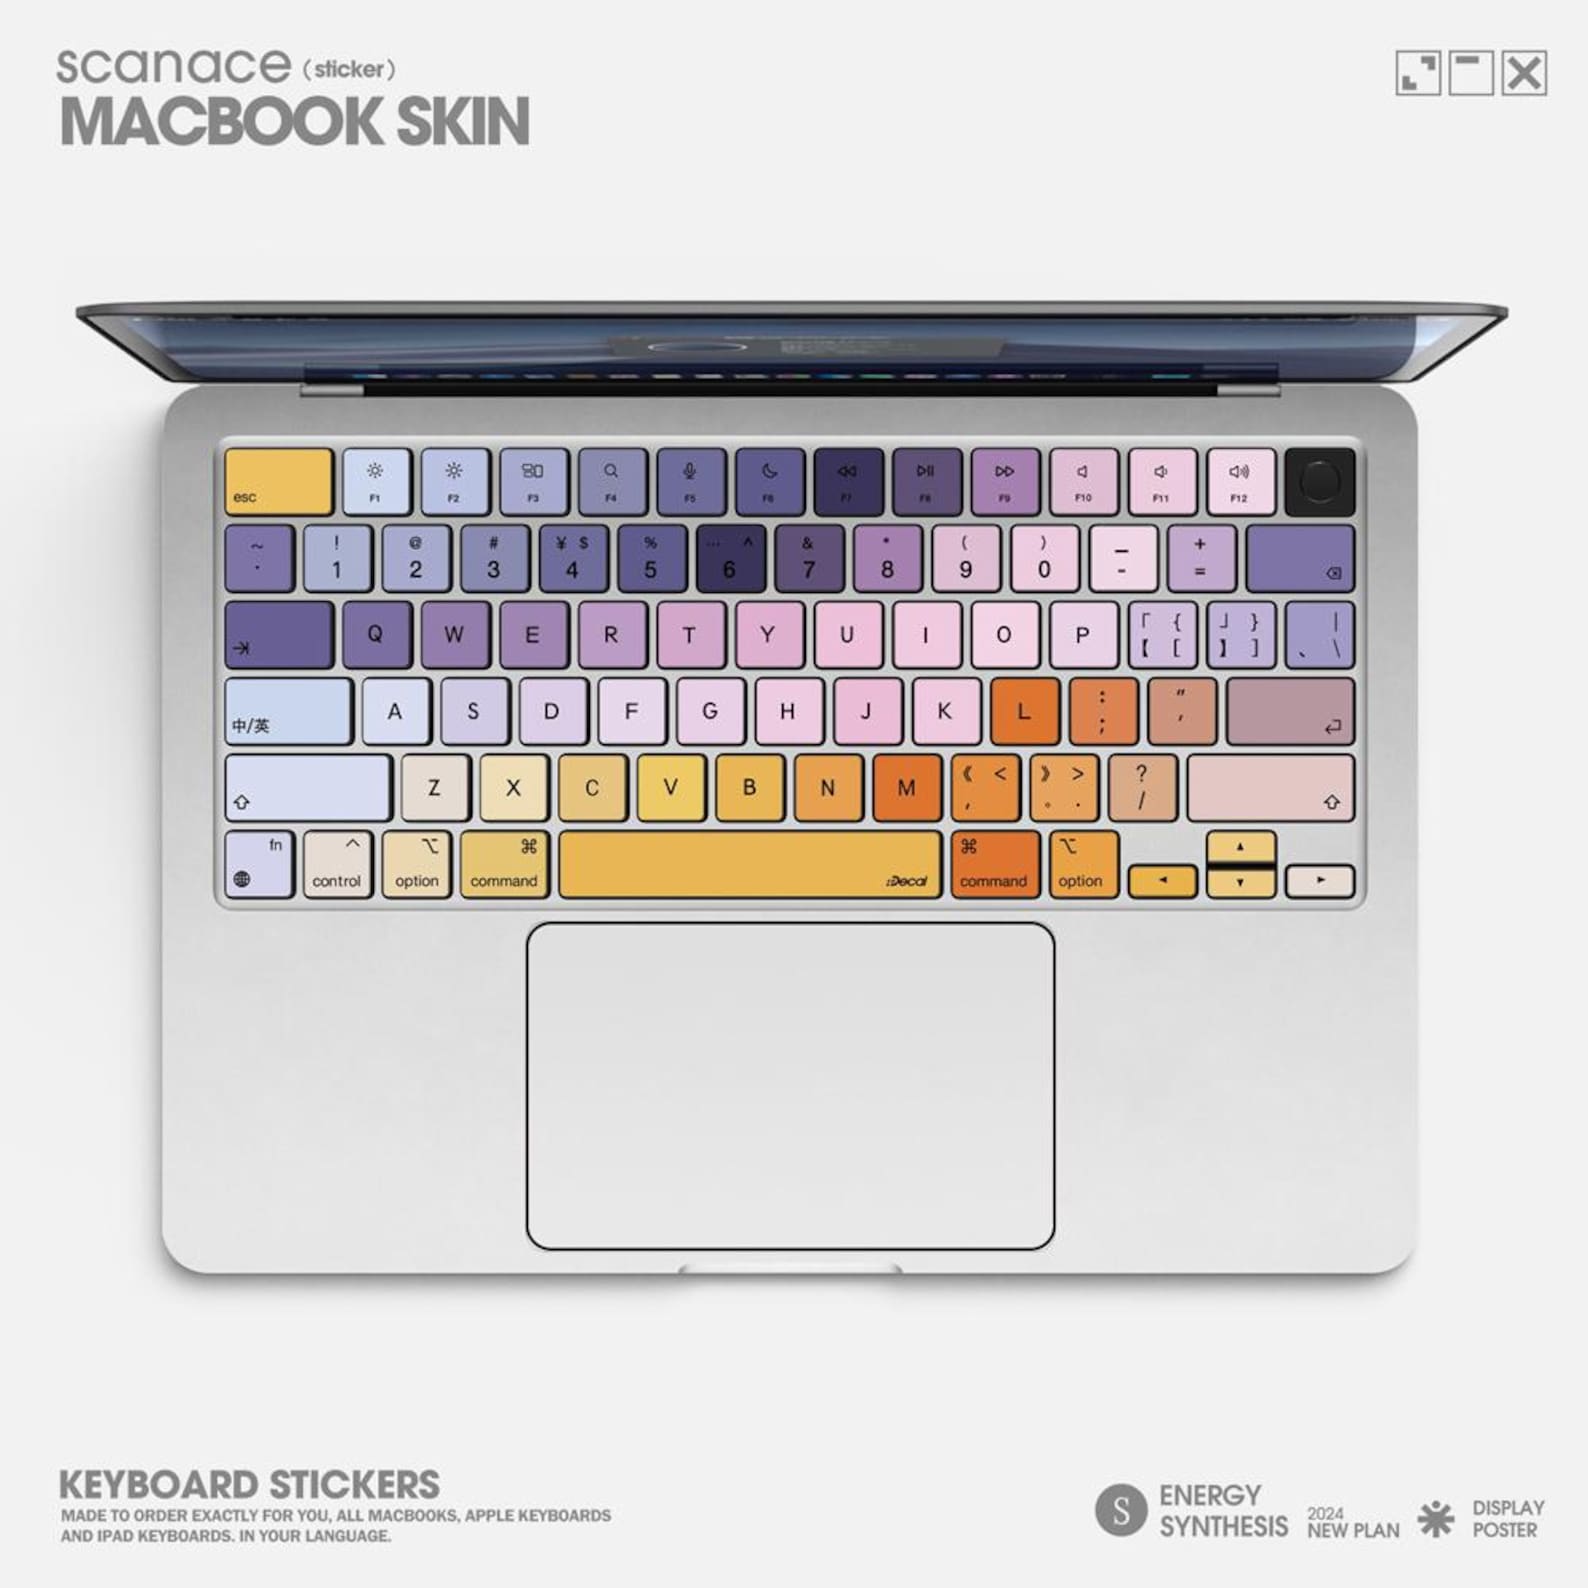 scanace (sticker)
MACBOOK SKIN
esc F1 F2 F3 F4 F5 F6 F7 F8 F9 F10 F11 F12
~ ! @ # ¥ $ % … ^ & * ( ) — +
· 1 2 3 4 5 6 7 8 9 0 - =
Q W E R T Y U I O P 「 { 」 } |
【 [ 】 ] 、 \
中/英 A S D F G H J K L : ; " '
Z X C V B N M 《 < 》 > ?
, 。 . /
fn ^ ⌥ ⌘ ⌘ ⌥
control option command :Decal command option
KEYBOARD STICKERS
MADE TO ORDER EXACTLY FOR YOU, ALL MACBOOKS, APPLE KEYBOARDS
AND IPAD KEYBOARDS. IN YOUR LANGUAGE.
S ENERGY
SYNTHESIS
2024
NEW PLAN
DISPLAY
POSTER